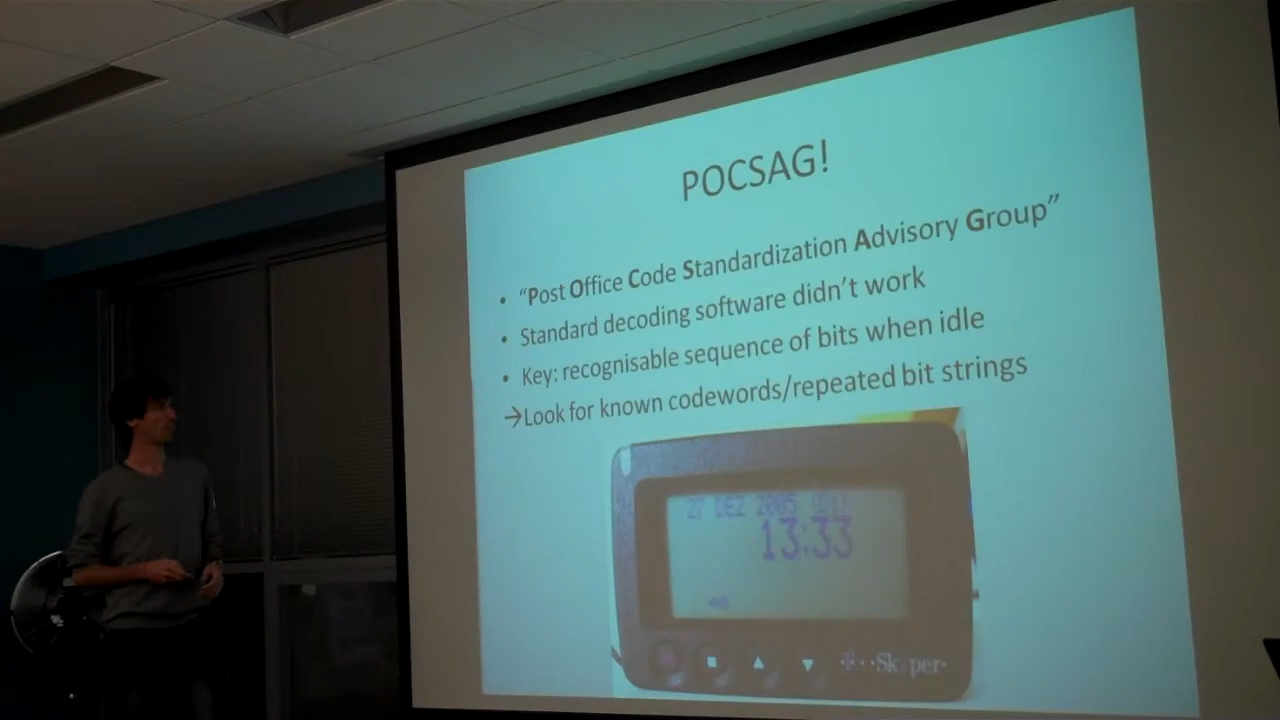 POCSAG!
• “Post Office Code Standardization Advisory Group”
• Standard decoding software didn’t work
• Key: recognisable sequence of bits when idle
→Look for known codewords/repeated bit strings
27 DEZ 2005
13:33
Skyper